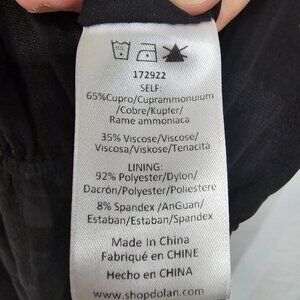 172922
SELF:
65%Cupro/Cuprammonuium
/Cobre/Kupfer/
Rame ammoniaca
35% Viscose/Viscose/
Viscosa/Viskose/Tenacità
LINING:
92% Polyester/Dylon/
Dacrón/Polyester/Poliestere
8% Spandex /AnGuan/
Estaban/Estaban/Spandex
Made In China
Fabriqué en CHINE
Hecho en CHINA
www.shopdolan.com